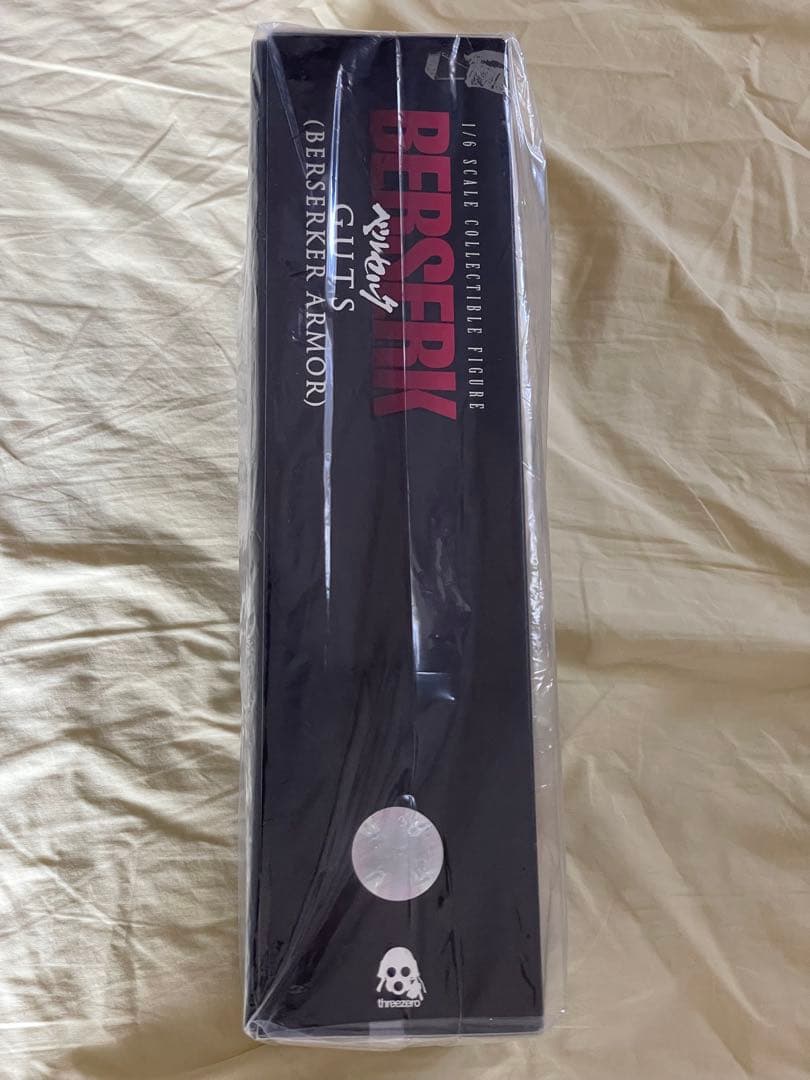 1/6 SCALE COLLECTIBLE FIGURE
BERSERK
ベルセルク
GUTS
(BERSERKER ARMOR)
threezero